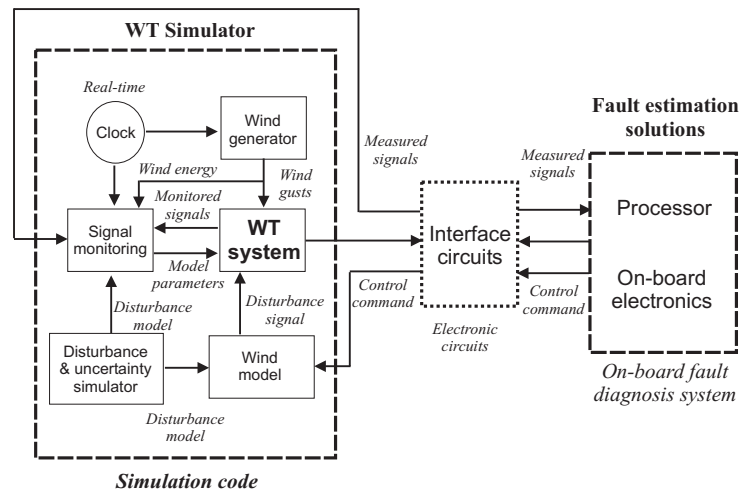 WT Simulator
Real-time
Clock
Wind
generator
Wind energy
Wind
gusts
Monitored
signals
Signal
monitoring
WT
system
Model
parameters
Disturbance
model
Disturbance
signal
Disturbance
& uncertainty
simulator
Wind
model
Disturbance
model
Simulation code
Measured
signals
Interface
circuits
Control
command
Electronic
circuits
Fault estimation
solutions
Measured
signals
Processor
On-board
electronics
Control
command
On-board fault
diagnosis system